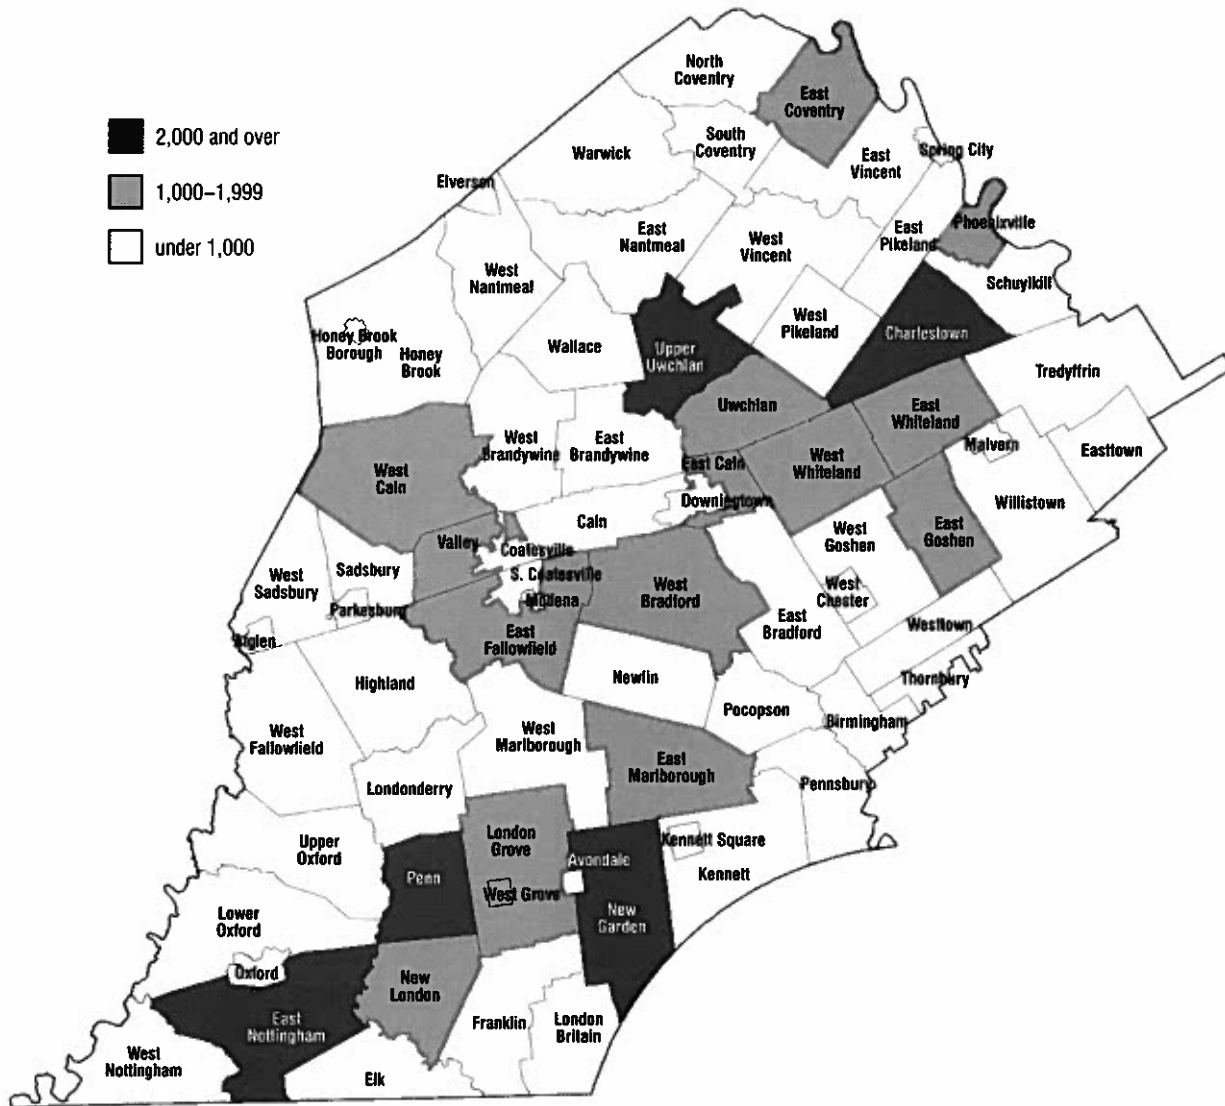 2,000 and over
1,000–1,999
under 1,000
North
Coventry
East
Coventry
South
Coventry
Warwick
East
Vincent
Spring City
Elverson
East
Nantmeal
West
Vincent
East
Pikeland
Phoenixville
West
Nantmeal
Schuylkill
Honey Brook
Borough
Honey
Brook
Wallace
Upper
Uwchlan
West
Pikeland
Charlestown
Tredyffrin
Uwchlan
East
Whiteland
West
Brandywine
East
Brandywine
Malvern
Easttown
West
Caln
East Caln
West
Whiteland
Downingtown
Willistown
Caln
Valley
Coatesville
West
Goshen
East
Goshen
West
Sadsbury
Sadsbury
S. Coatesville
West
Bradford
West
Chester
Parkesburg
Modena
East
Bradford
Westtown
Atglen
East
Fallowfield
Highland
Newlin
Thornbury
Pocopson
Birmingham
West
Fallowfield
West
Marlborough
East
Marlborough
Londonderry
Pennsbury
Upper
Oxford
London
Grove
Kennett Square
Penn
Avondale
Kennett
West Grove
Lower
Oxford
New
Garden
Oxford
New
London
East
Nottingham
Franklin
London
Britain
West
Nottingham
Elk